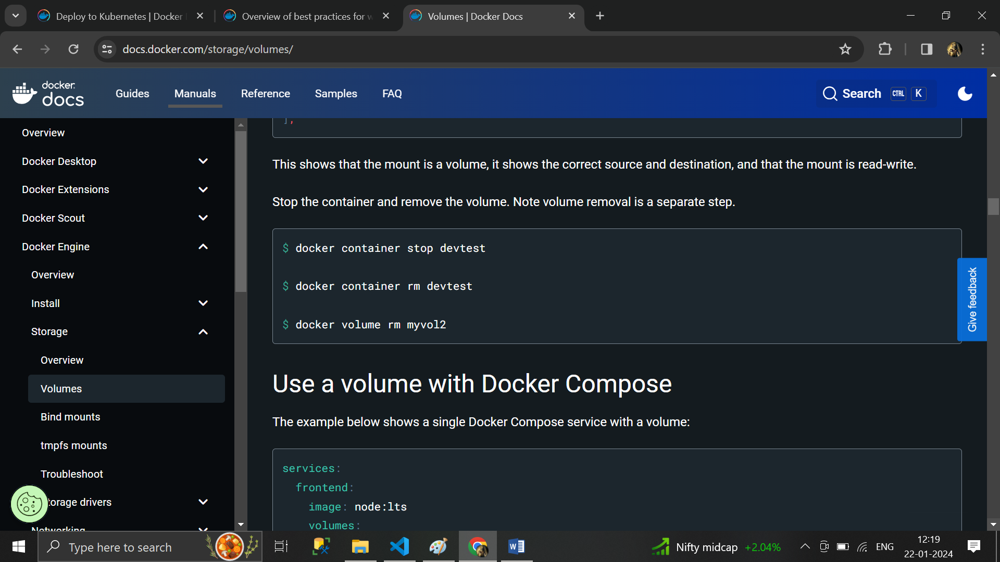 Deploy to Kubernetes | Docker
Overview of best practices for w
Volumes | Docker Docs
docs.docker.com/storage/volumes/
docker
docs
Guides
Manuals
Reference
Samples
FAQ
Search
CTRL
K
Overview
Docker Desktop
Docker Extensions
Docker Scout
Docker Engine
Overview
Install
Storage
Overview
Volumes
Bind mounts
tmpfs mounts
Troubleshoot
torage drivers
Networking
],
This shows that the mount is a volume, it shows the correct source and destination, and that the mount is read-write.
Stop the container and remove the volume. Note volume removal is a separate step.
$ docker container stop devtest
$ docker container rm devtest
$ docker volume rm myvol2
Use a volume with Docker Compose
The example below shows a single Docker Compose service with a volume:
services:
frontend:
image: node:lts
volumes:
Give feedback
Type here to search
Nifty midcap +2.04%
ENG
12:19
22-01-2024